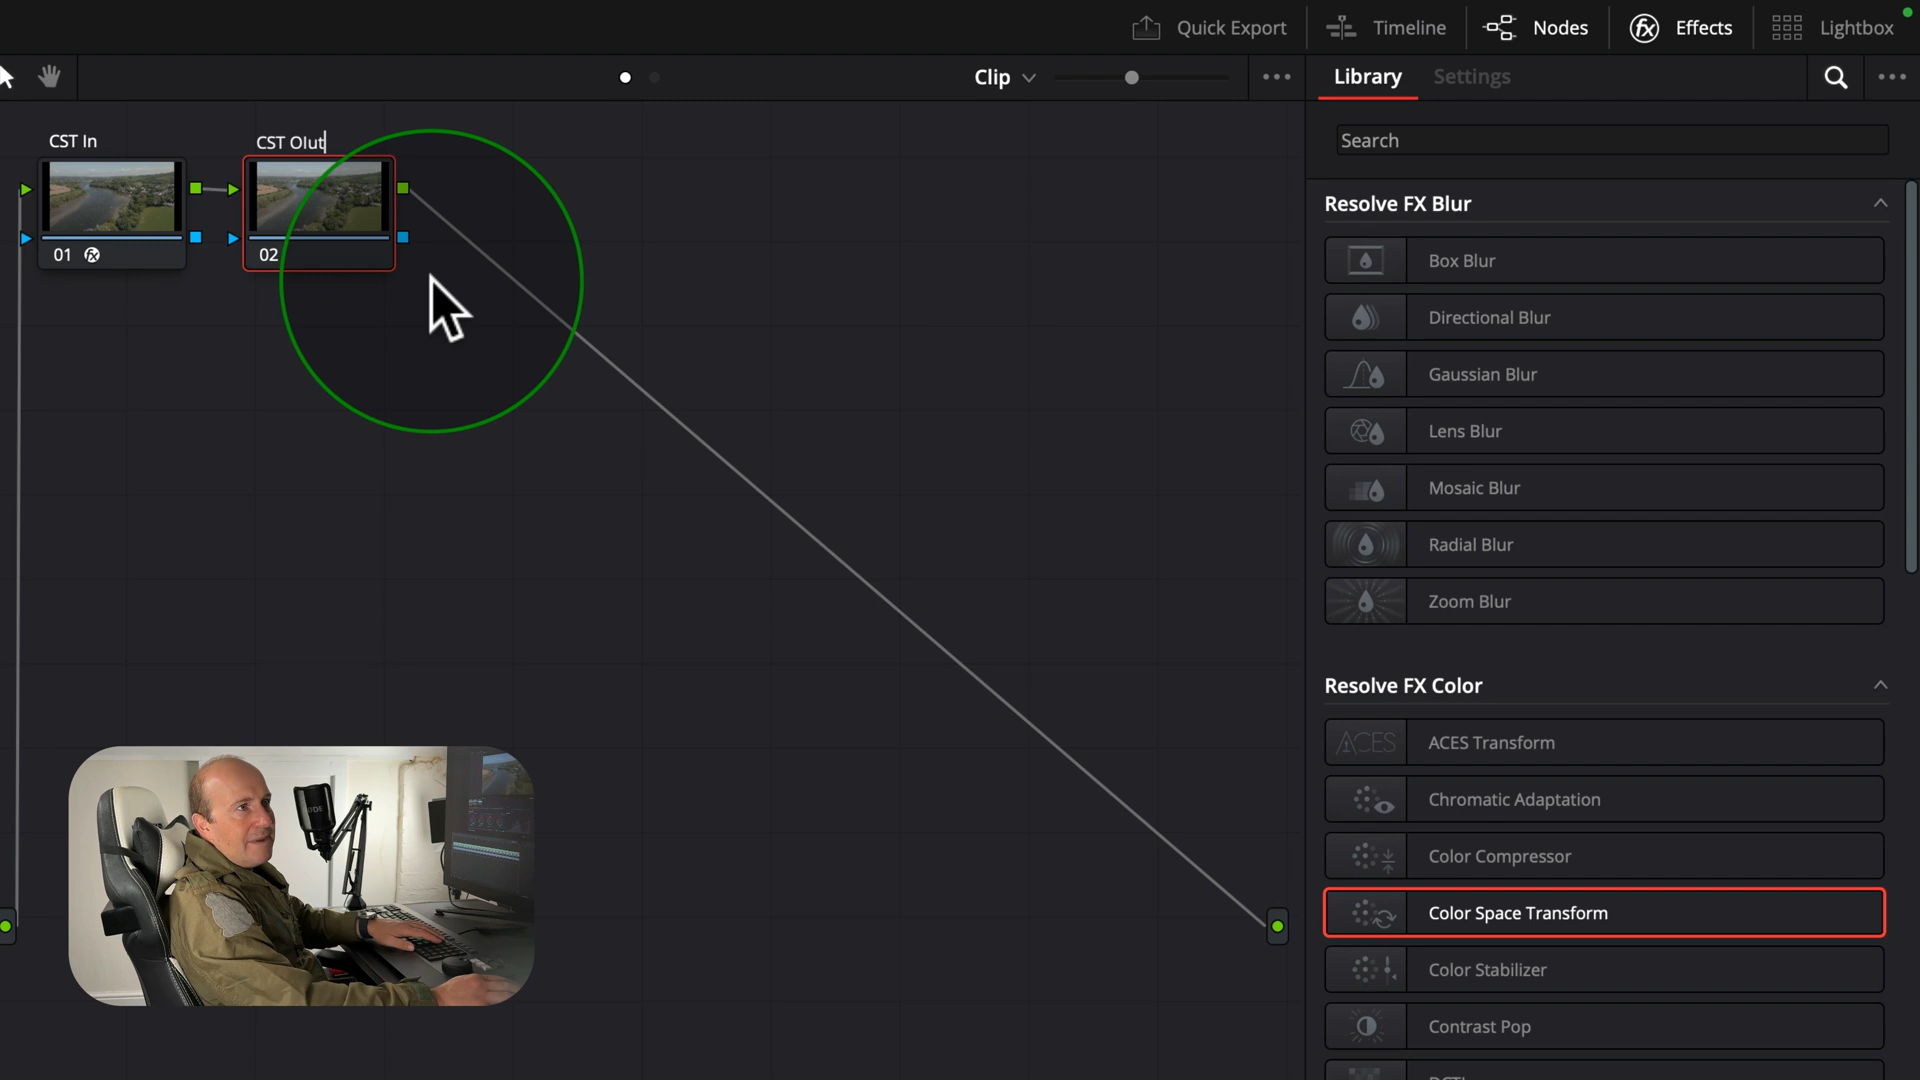 Quick Export
Timeline
Nodes
Effects
Lightbox
Clip
Library
Settings
Search
CST In
CST OIut
01
02
Resolve FX Blur
Box Blur
Directional Blur
Gaussian Blur
Lens Blur
Mosaic Blur
Radial Blur
Zoom Blur
Resolve FX Color
ACES Transform
Chromatic Adaptation
Color Compressor
Color Space Transform
Color Stabilizer
Contrast Pop